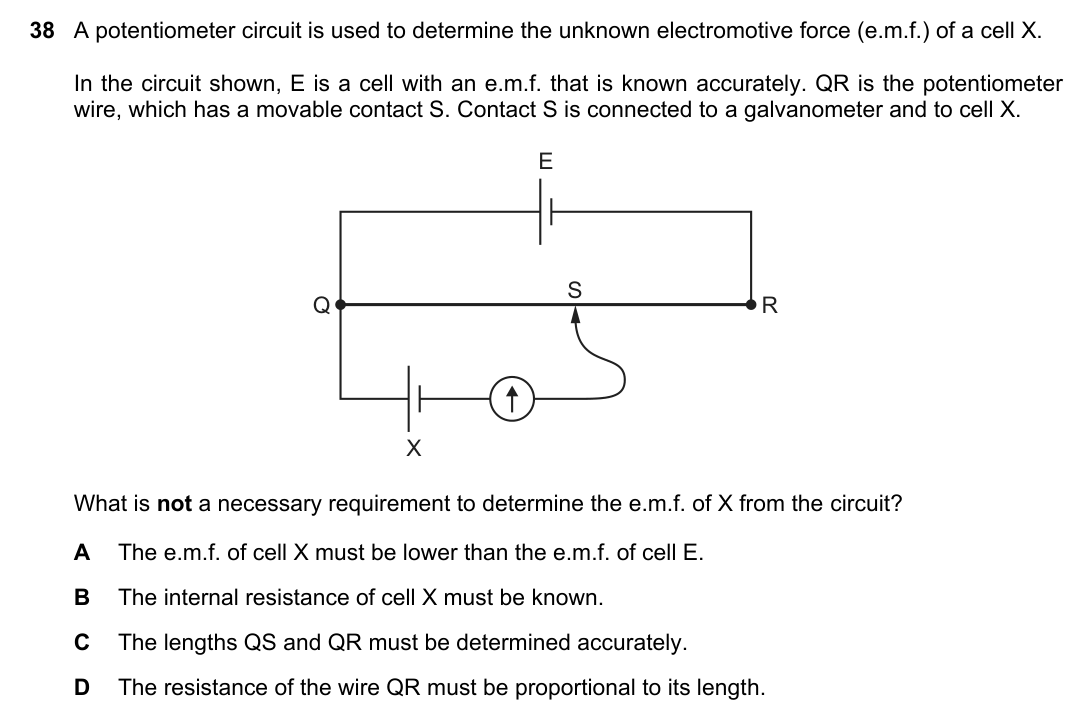 38 A potentiometer circuit is used to determine the unknown electromotive force (e.m.f.) of a cell X.
In the circuit shown, E is a cell with an e.m.f. that is known accurately. QR is the potentiometer
wire, which has a movable contact S. Contact S is connected to a galvanometer and to cell X.
E
S
Q
R
X
What is not a necessary requirement to determine the e.m.f. of X from the circuit?
A The e.m.f. of cell X must be lower than the e.m.f. of cell E.
B The internal resistance of cell X must be known.
C The lengths QS and QR must be determined accurately.
D The resistance of the wire QR must be proportional to its length.